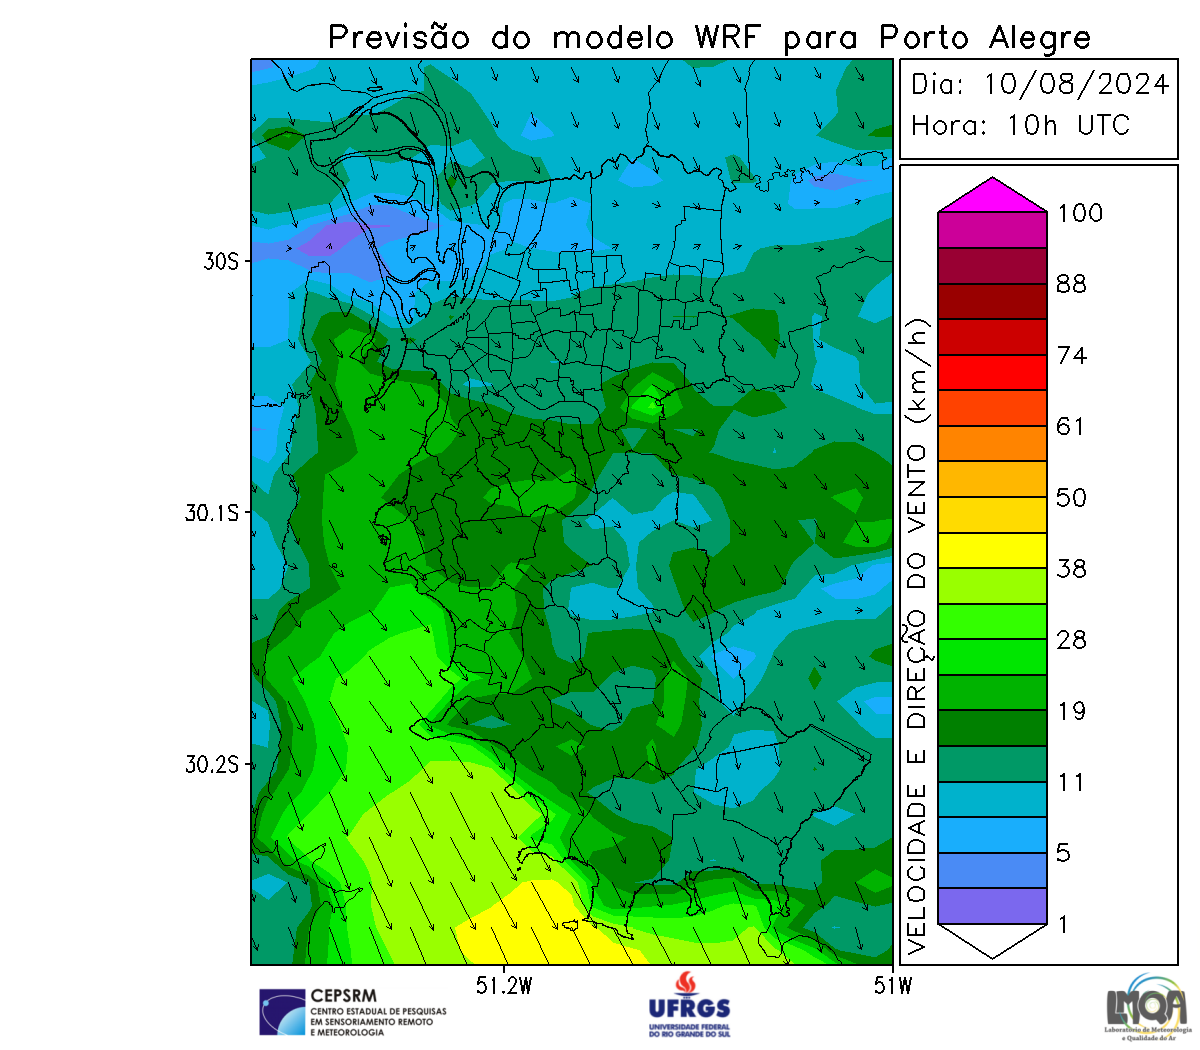 Previsão do modelo WRF para Porto Alegre
Dia: 10/08/2024
Hora: 10h UTC
30S
30.1S
30.2S
51.2W
51W
VELOCIDADE E DIREÇÃO DO VENTO (km/h)
100
88
74
61
50
38
28
19
11
5
1
CEPSRM
CENTRO ESTADUAL DE PESQUISAS
EM SENSORIAMENTO REMOTO
E METEOROLOGIA
UFRGS
UNIVERSIDADE FEDERAL
DO RIO GRANDE DO SUL
LMQA
Laboratório de Meteorologia
e Qualidade do Ar